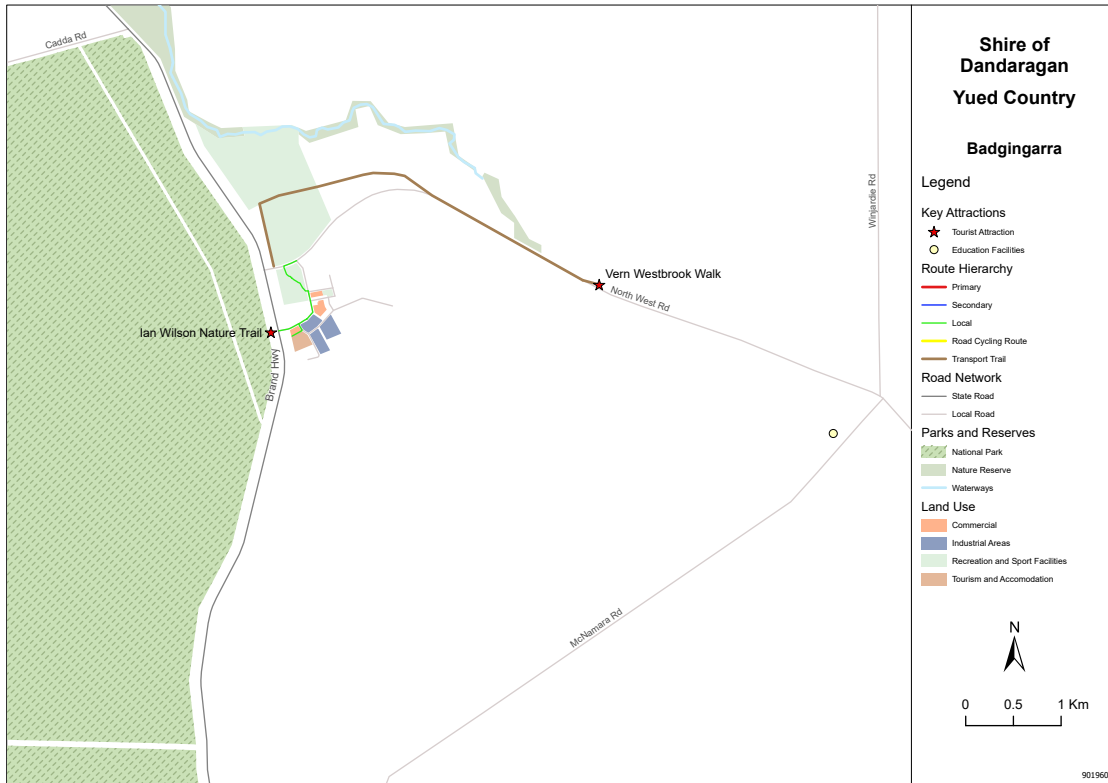 Cadda Rd
Winjardie Rd
Vern Westbrook Walk
North West Rd
Ian Wilson Nature Trail
Brand Hwy
McNamara Rd
Shire of
Dandaragan
Yued Country
Badgingarra
Legend
Key Attractions
Tourist Attraction
Education Facilities
Route Hierarchy
Primary
Secondary
Local
Road Cycling Route
Transport Trail
Road Network
State Road
Local Road
Parks and Reserves
National Park
Nature Reserve
Waterways
Land Use
Commercial
Industrial Areas
Recreation and Sport Facilities
Tourism and Accomodation
N
0 0.5 1 Km
901960